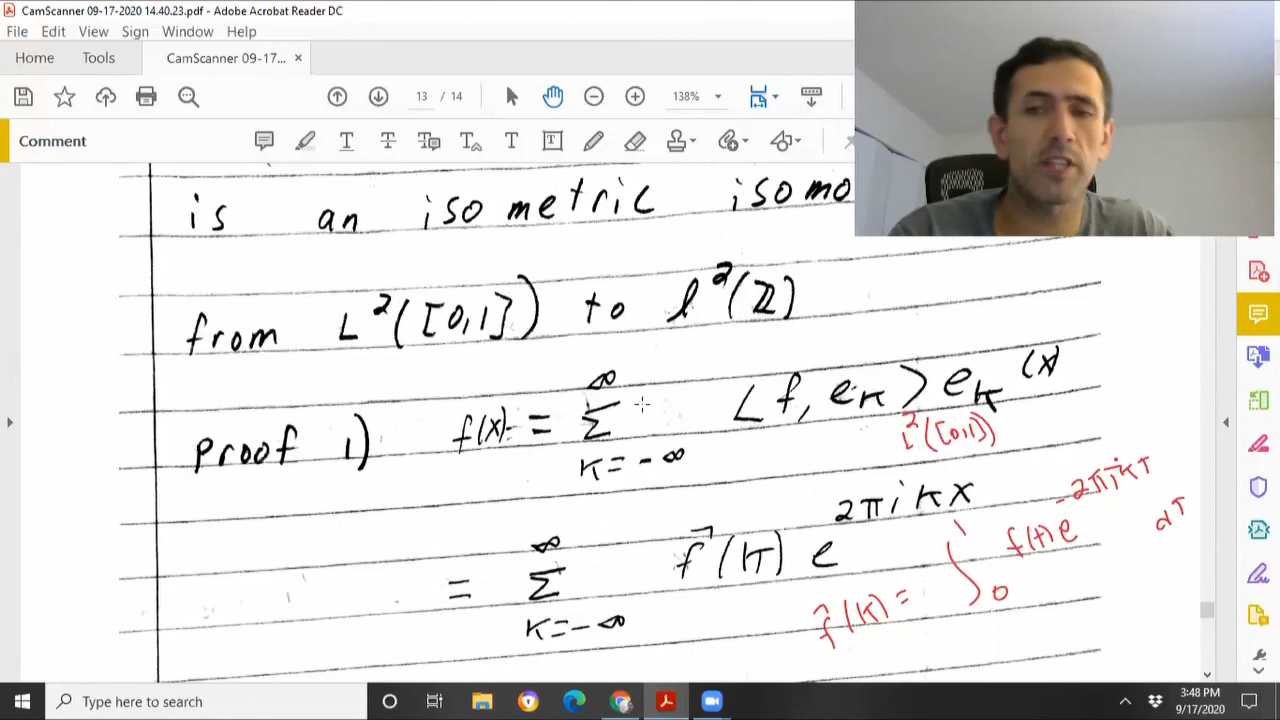 CamScanner 09-17-2020 14.40.23.pdf - Adobe Acrobat Reader DC
File Edit View Sign Window Help
Home Tools CamScanner 09-17... ×
13 / 14 138%
Comment
is an isometric isomo
from L²([0,1]) to l²(ℤ)
proof 1) f(x) = ∑_{k=-∞}^{∞} <f, e_k> e_k (x)
L²([0,1])
= ∑_{k=-∞}^{∞} f̂(k) e^{2πikx}
f̂(k) = ∫_0^1 f(t) e^{-2πikt} dt
Type here to search
3:48 PM
9/17/2020